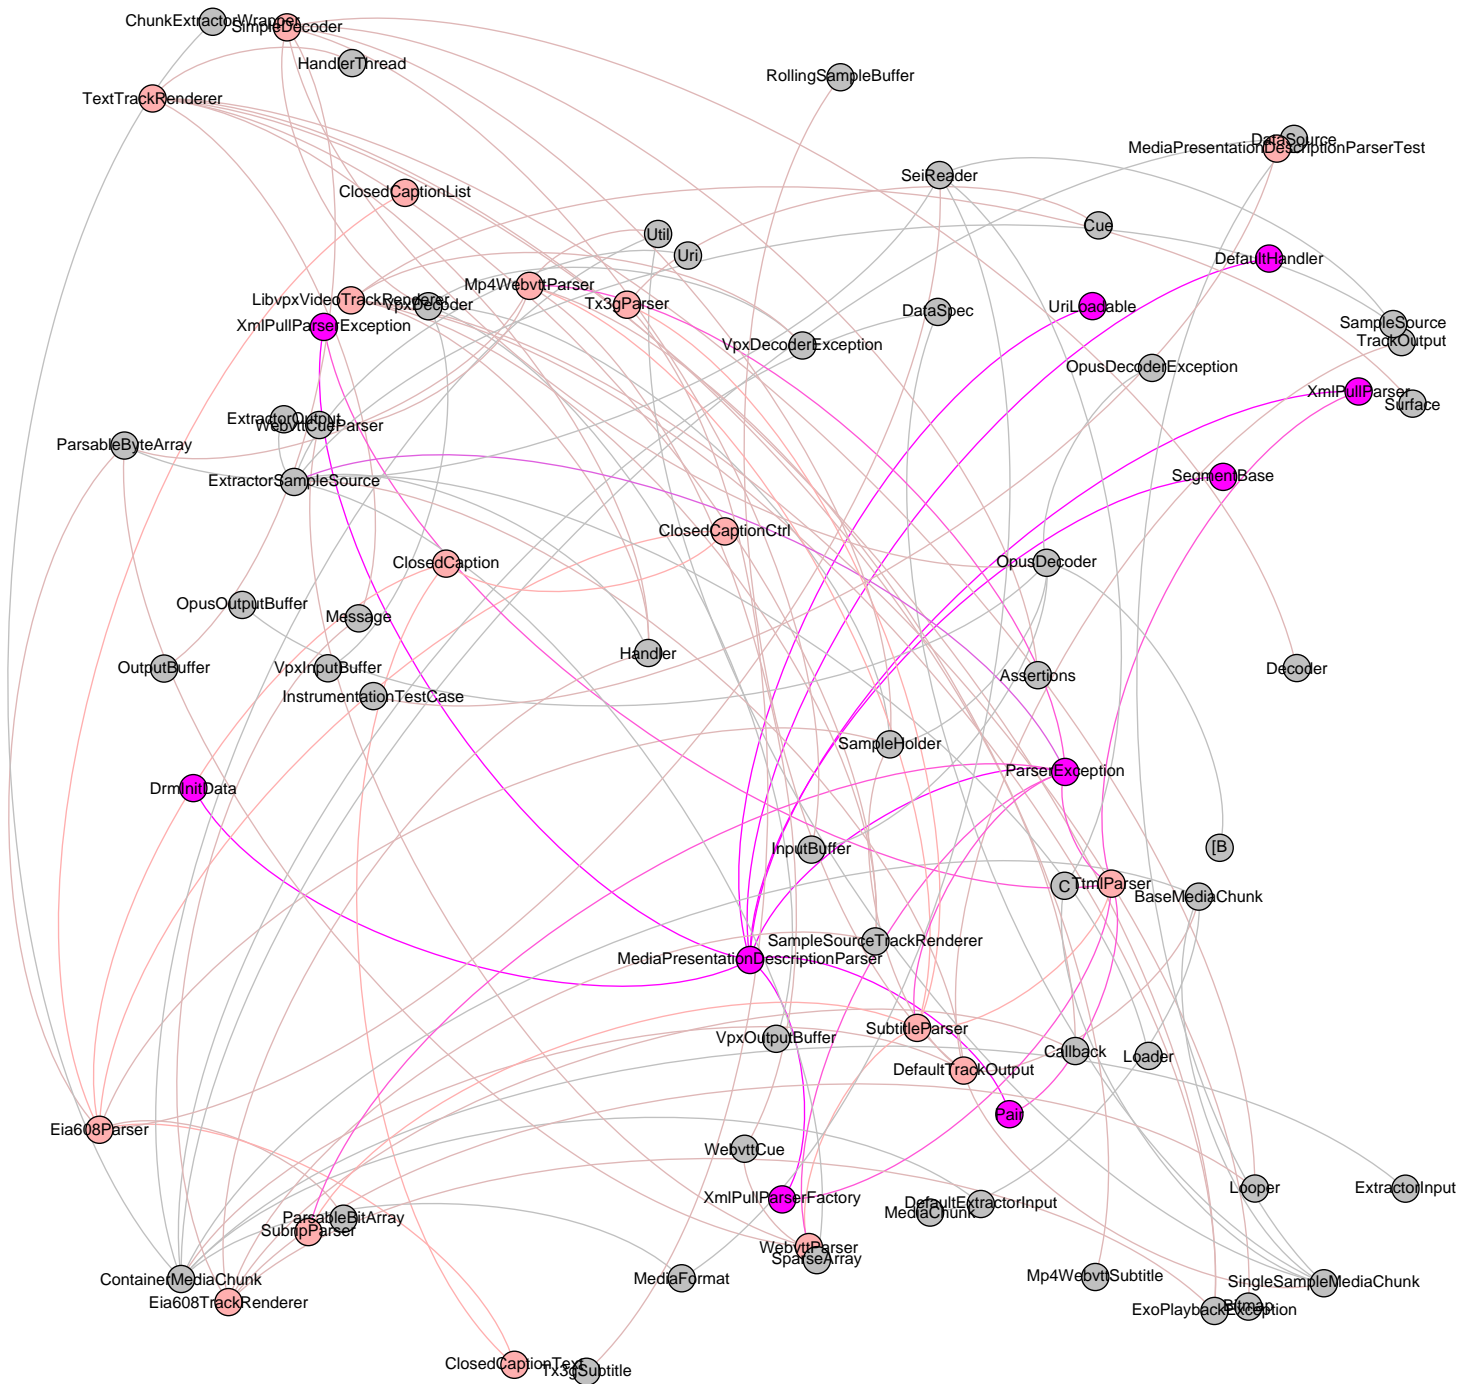 ChunkExtractorWrapper
SimpleDecoder
HandlerThread
RollingSampleBuffer
TextTrackRenderer
DataSource
MediaPresentationDescriptionParserTest
SeiReader
ClosedCaptionList
Cue
Util
Uri
DefaultHandler
Mp4WebvttParser
LibvpxVideoTrackRenderer
VpxDecoder
Tx3gParser
UriLoadable
DataSpec
XmlPullParserException
SampleSource
TrackOutput
VpxDecoderException
OpusDecoderException
XmlPullParser
Surface
ExtractorOutput
WebvttCueParser
ParsableByteArray
ExtractorSampleSource
SegmentBase
ClosedCaptionCtrl
ClosedCaption
OpusDecoder
OpusOutputBuffer
Message
Handler
OutputBuffer
VpxInputBuffer
Decoder
Assertions
InstrumentationTestCase
SampleHolder
ParserException
DrmInitData
InputBuffer
[B
C
TtmlParser
BaseMediaChunk
SampleSourceTrackRenderer
MediaPresentationDescriptionParser
SubtitleParser
VpxOutputBuffer
Callback
Loader
DefaultTrackOutput
Pair
Eia608Parser
WebvttCue
Looper
ExtractorInput
XmlPullParserFactory
DefaultExtractorInput
MediaChunk
ParsableBitArray
SubripParser
WebvttParser
SparseArray
ContainerMediaChunk
MediaFormat
Mp4WebvttSubtitle
SingleSampleMediaChunk
Eia608TrackRenderer
ExoPlaybackException
Bitmap
ClosedCaptionText
Tx3gSubtitle